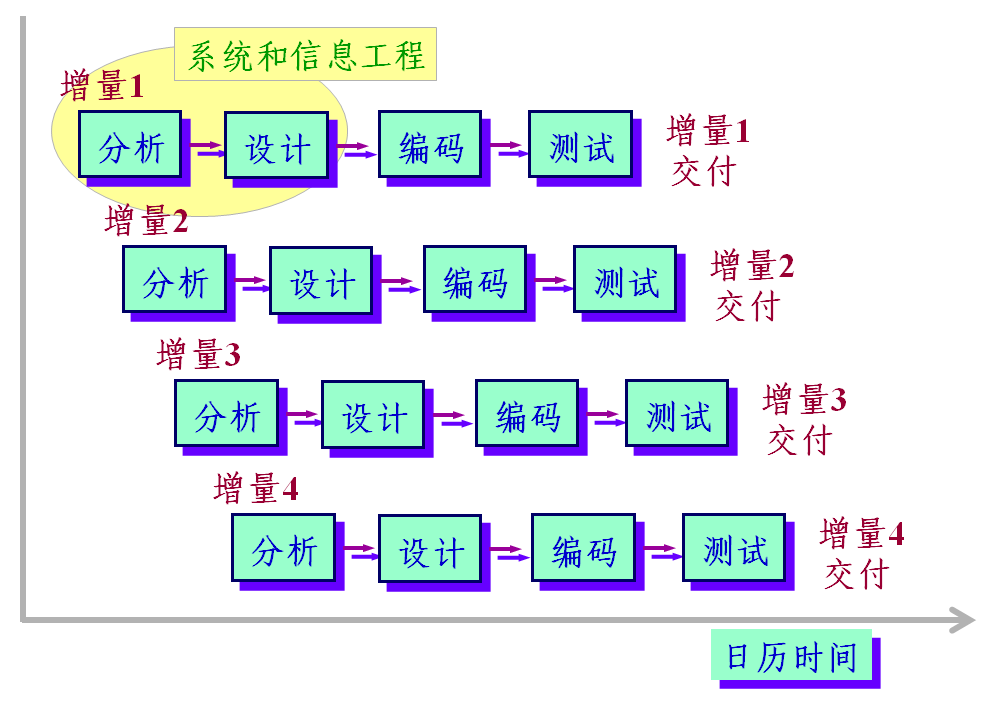 系统和信息工程
增量1
分析
设计
编码
测试
增量1
交付
增量2
分析
设计
编码
测试
增量2
交付
增量3
分析
设计
编码
测试
增量3
交付
增量4
分析
设计
编码
测试
增量4
交付
日历时间